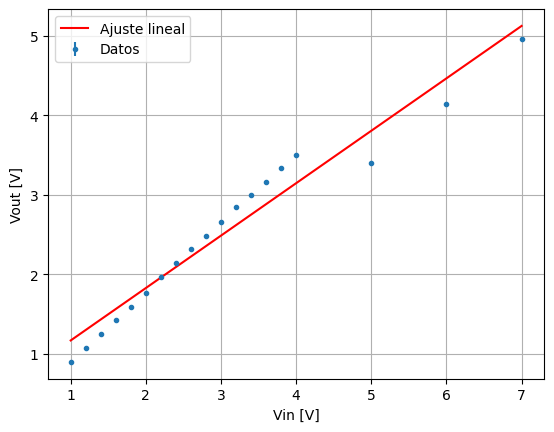 Ajuste lineal
Datos
5
4
3
2
1
Vout [V]
1 2 3 4 5 6 7
Vin [V]